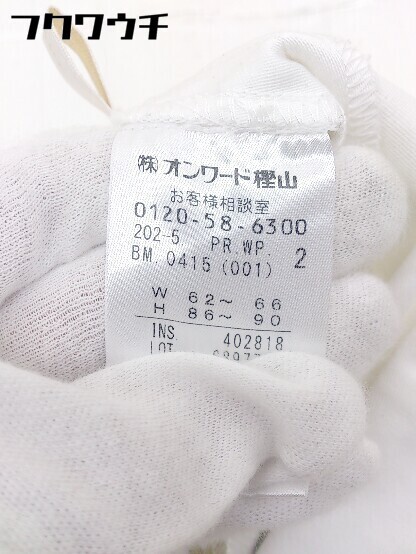 フクワウチ
(株)オンワード樫山
お客様相談室
0120-58-6300
202-5 PR.WP. 2
BM 0415 (001)
W 62～ 66
H 86～ 90
INS 402818
LOT